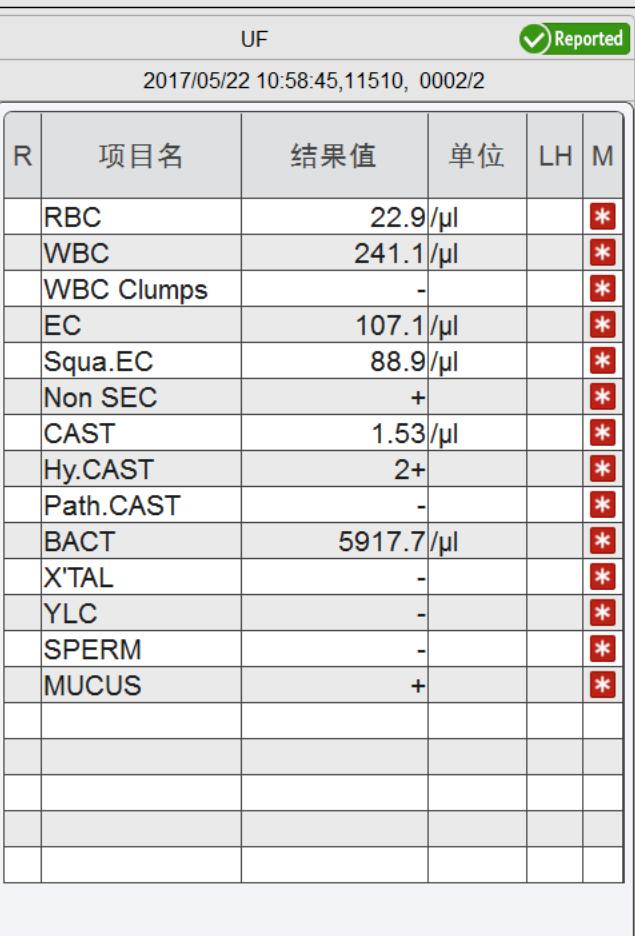 UF Reported
2017/05/22 10:58:45,11510, 0002/2
R 项目名 结果值 单位 LH M
RBC 22.9 /µl *
WBC 241.1 /µl *
WBC Clumps - *
EC 107.1 /µl *
Squa.EC 88.9 /µl *
Non SEC + *
CAST 1.53 /µl *
Hy.CAST 2+ *
Path.CAST - *
BACT 5917.7 /µl *
X'TAL - *
YLC - *
SPERM - *
MUCUS + *